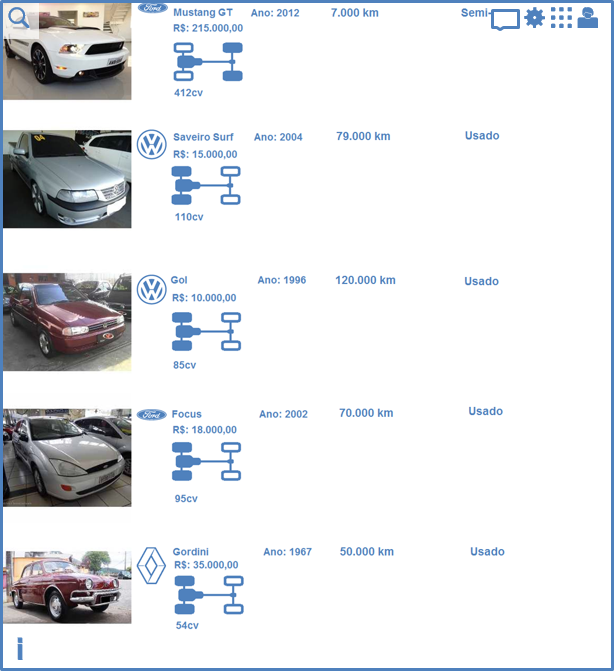 Ford Mustang GT Ano: 2012 7.000 km Semi-
R$: 215.000,00
412cv
04
Saveiro Surf Ano: 2004 79.000 km Usado
R$: 15.000,00
110cv
Gol Ano: 1996 120.000 km Usado
R$: 10.000,00
85cv
Ford Focus Ano: 2002 70.000 km Usado
R$: 18.000,00
95cv
Gordini Ano: 1967 50.000 km Usado
R$: 35.000,00
54cv
i